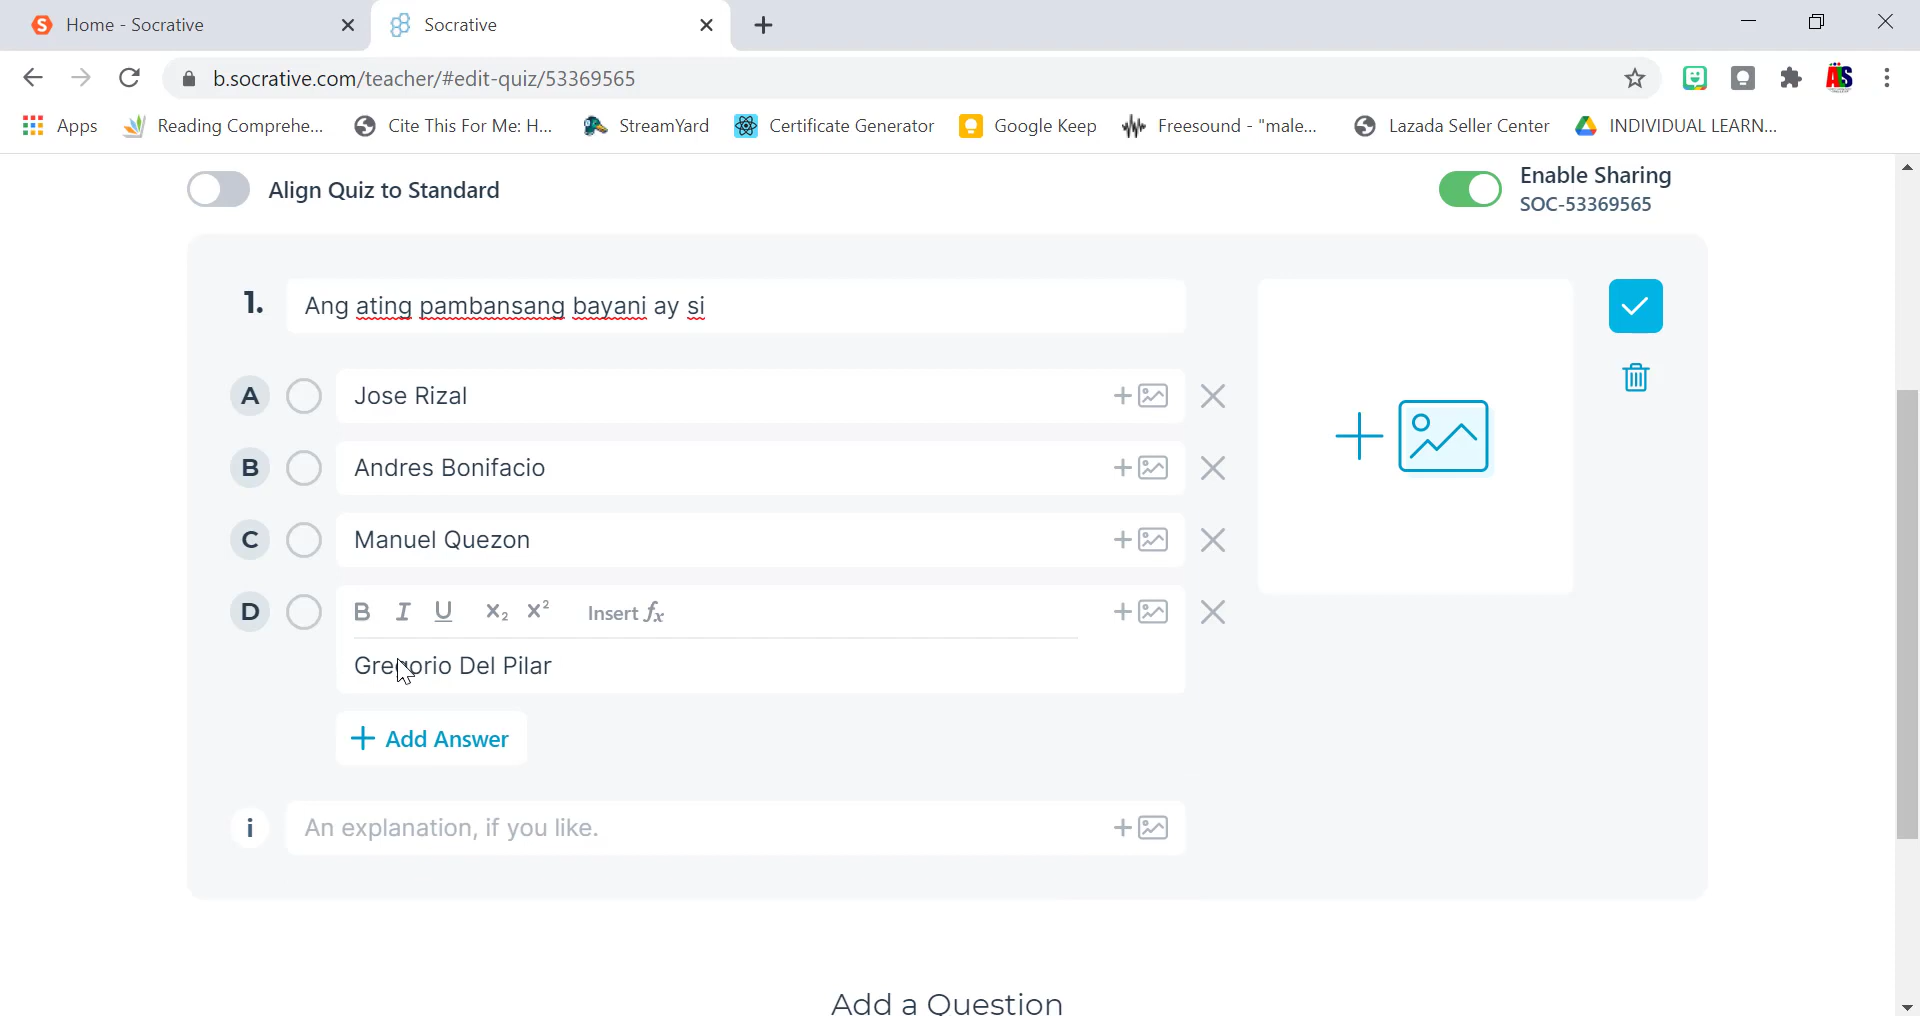 Home - Socrative
Socrative
b.socrative.com/teacher/#edit-quiz/53369565
Apps
Reading Comprehe...
Cite This For Me: H...
StreamYard
Certificate Generator
Google Keep
Freesound - "male...
Lazada Seller Center
INDIVIDUAL LEARN...
Align Quiz to Standard
Enable Sharing
SOC-53369565
1. Ang ating pambansang bayani ay si
A Jose Rizal
B Andres Bonifacio
C Manuel Quezon
D B I U X₂ X² Insert fx
Gregorio Del Pilar
+ Add Answer
i An explanation, if you like.
Add a Question